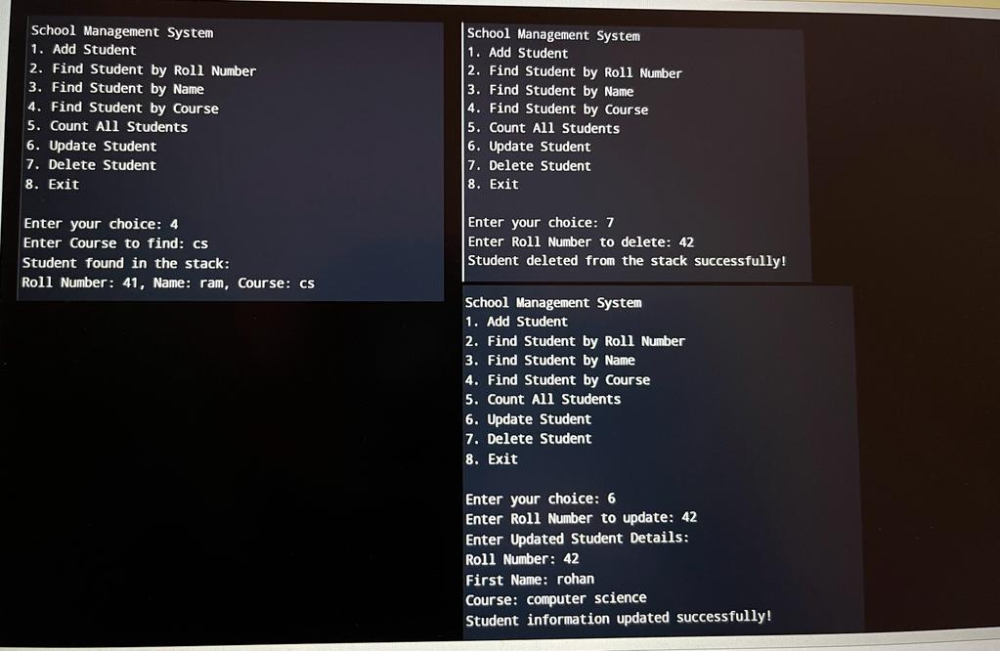 School Management System
1. Add Student
2. Find Student by Roll Number
3. Find Student by Name
4. Find Student by Course
5. Count All Students
6. Update Student
7. Delete Student
8. Exit
Enter your choice: 4
Enter Course to find: cs
Student found in the stack:
Roll Number: 41, Name: ram, Course: cs
School Management System
1. Add Student
2. Find Student by Roll Number
3. Find Student by Name
4. Find Student by Course
5. Count All Students
6. Update Student
7. Delete Student
8. Exit
Enter your choice: 7
Enter Roll Number to delete: 42
Student deleted from the stack successfully!
School Management System
1. Add Student
2. Find Student by Roll Number
3. Find Student by Name
4. Find Student by Course
5. Count All Students
6. Update Student
7. Delete Student
8. Exit
Enter your choice: 6
Enter Roll Number to update: 42
Enter Updated Student Details:
Roll Number: 42
First Name: rohan
Course: computer science
Student information updated successfully!